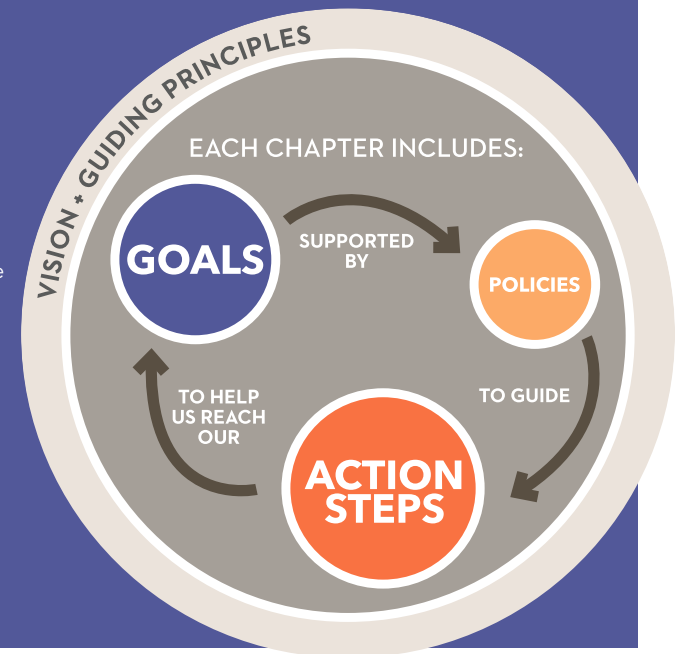 VISION + GUIDING PRINCIPLES
EACH CHAPTER INCLUDES:
GOALS
SUPPORTED
BY
POLICIES
TO GUIDE
ACTION
STEPS
TO HELP
US REACH
OUR
e